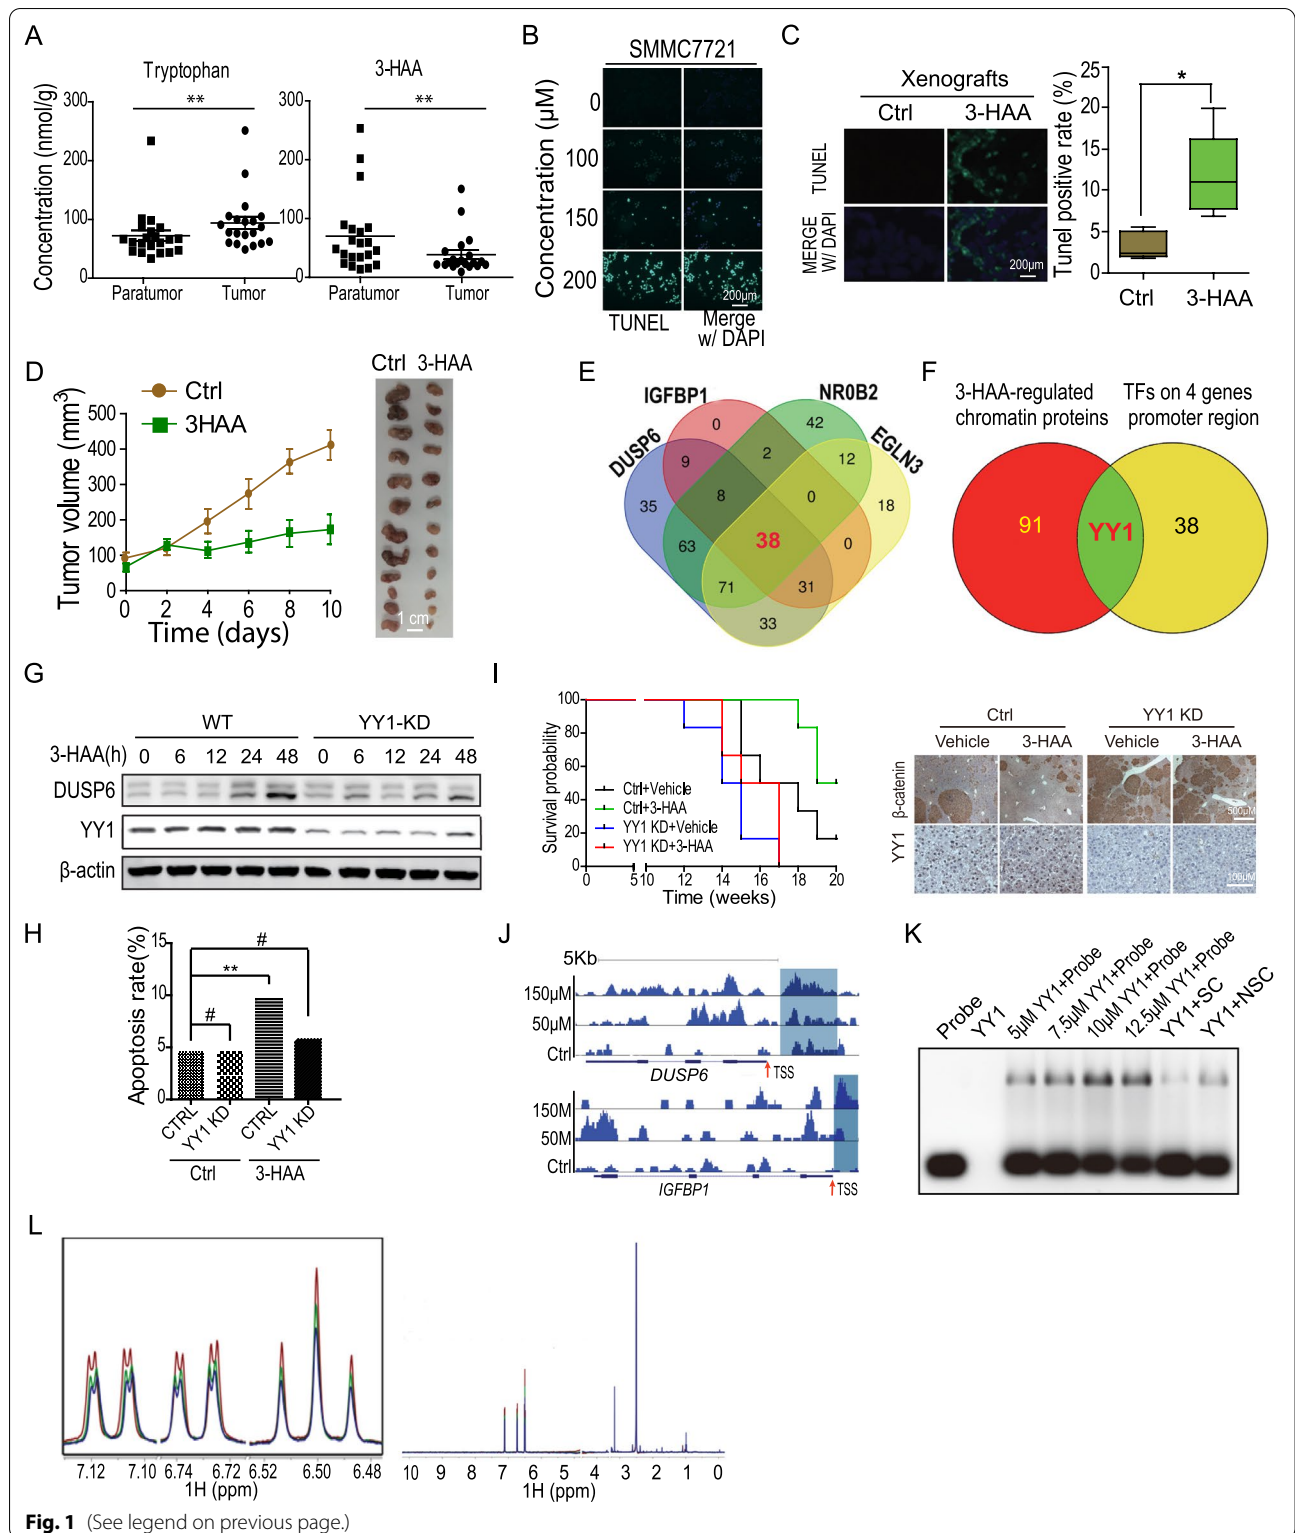 A
Tryptophan
3-HAA
Concentration (nmol/g)
300
200
100
0
**
Paratumor
Tumor
300
200
100
0
**
Paratumor
Tumor
B
SMMC7721
Concentration (µM)
0
100
150
200
200µm
TUNEL
Merge
w/ DAPI
C
Xenografts
Ctrl
3-HAA
TUNEL
MERGE
W/ DAPI
200µm
Tunel positive rate (%)
25
20
15
10
5
0
*
Ctrl
3-HAA
D
Ctrl
3HAA
Tumor volume (mm3)
500
400
300
200
100
0
0 2 4 6 8 10
Time (days)
Ctrl 3-HAA
1 cm
E
IGFBP1
NR0B2
DUSP6
EGLN3
0
42
9
2
12
35
8
0
18
63
38
0
71
31
33
F
3-HAA-regulated
chromatin proteins
TFs on 4 genes
promoter region
91
YY1
38
G
WT
YY1-KD
3-HAA(h) 0 6 12 24 48 0 6 12 24 48
DUSP6
YY1
β-actin
I
Survival probability
100
80
60
40
20
0
Ctrl+Vehicle
Ctrl+3-HAA
YY1 KD+Vehicle
YY1 KD+3-HAA
0 5 10 12 14 16 18 20
Time (weeks)
Ctrl
YY1 KD
Vehicle 3-HAA Vehicle 3-HAA
β-catenin
500µM
YY1
100µM
H
Apoptosis rate(%)
15
10
5
0
#
**
#
CTRL
YY1 KD
CTRL
YY1 KD
Ctrl
3-HAA
J
5Kb
150µM
50µM
Ctrl
DUSP6
TSS
150M
50M
Ctrl
IGFBP1
TSS
K
Probe
YY1
5µM YY1+Probe
7.5µM YY1+Probe
10µM YY1+Probe
12.5µM YY1+Probe
YY1+SC
YY1+NSC
L
7.12 7.10 6.74 6.72 6.52 6.50 6.48
1H (ppm)
10 9 8 7 6 5 4 3 2 1 0
1H (ppm)
Fig. 1 (See legend on previous page.)